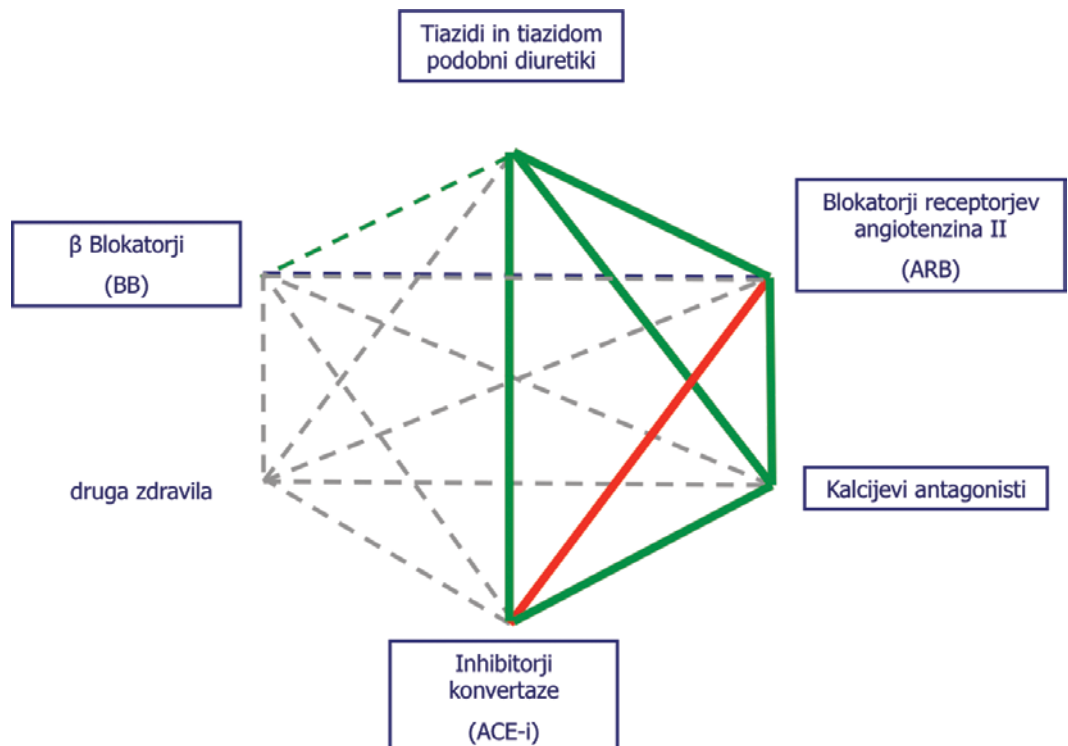 Tiazidi in tiazidom
podobni diuretiki
Blokatorji receptorjev
angiotenzina II
(ARB)
β Blokatorji
(BB)
druga zdravila
Kalcijevi antagonisti
Inhibitorji
konvertaze
(ACE-i)